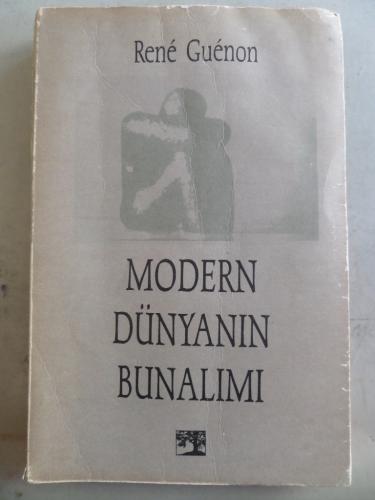 René Guénon
MODERN
DÜNYANIN
BUNALIMI